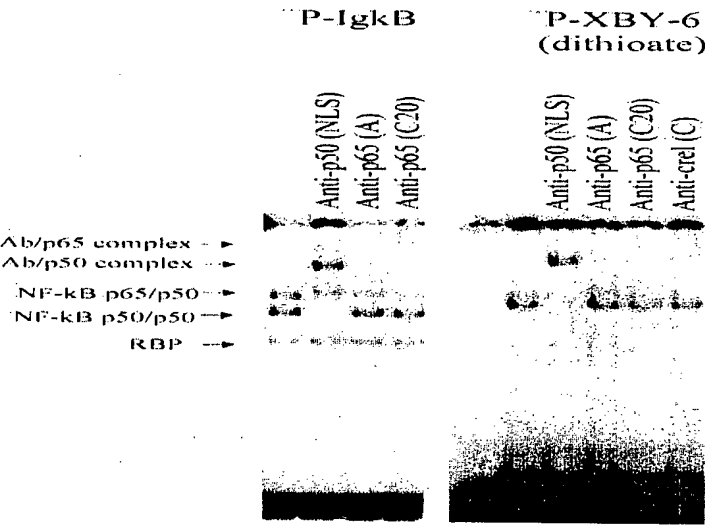 P-IgkB
P-XBY-6
(dithioate)
Anti-p50 (NLS)
Anti-p65 (A)
Anti-p65 (C20)
Anti-p50 (NLS)
Anti-p65 (A)
Anti-p65 (C20)
Anti-crel (C)
Ab/p65 complex
Ab/p50 complex
NF-kB p65/p50
NF-kB p50/p50
RBP